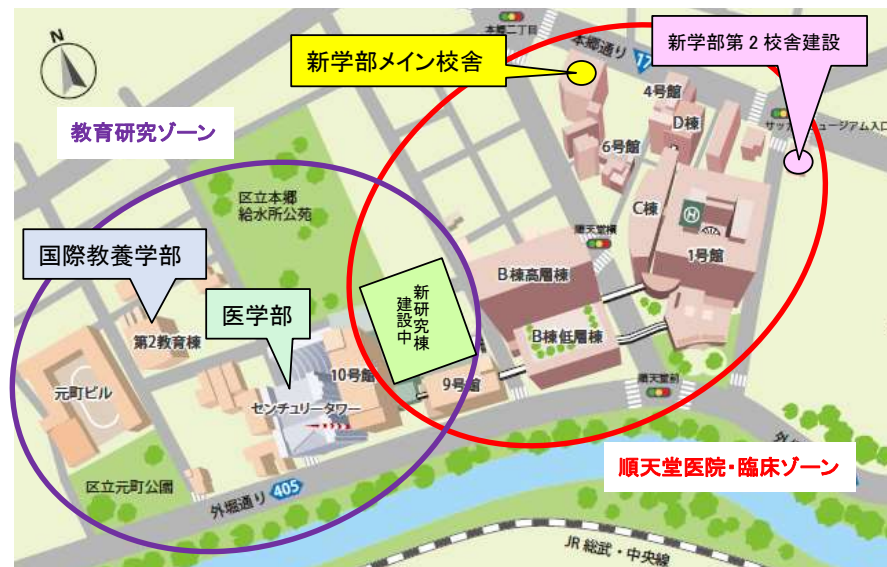 N
本郷二丁目
本郷通り
17
新学部メイン校舎
新学部第2校舎建設
4号館
D棟
6号館
教育研究ゾーン
区立本郷
給水所公苑
C棟
H
1号館
順天堂横
国際教養学部
医学部
B棟高層棟
新研究棟
建設中
B棟低層棟
第2教育棟
元町ビル
10号館
9号館
センチュリータワー
順天堂前
区立元町公園
外堀通り
405
順天堂医院・臨床ゾーン
JR 総武・中央線